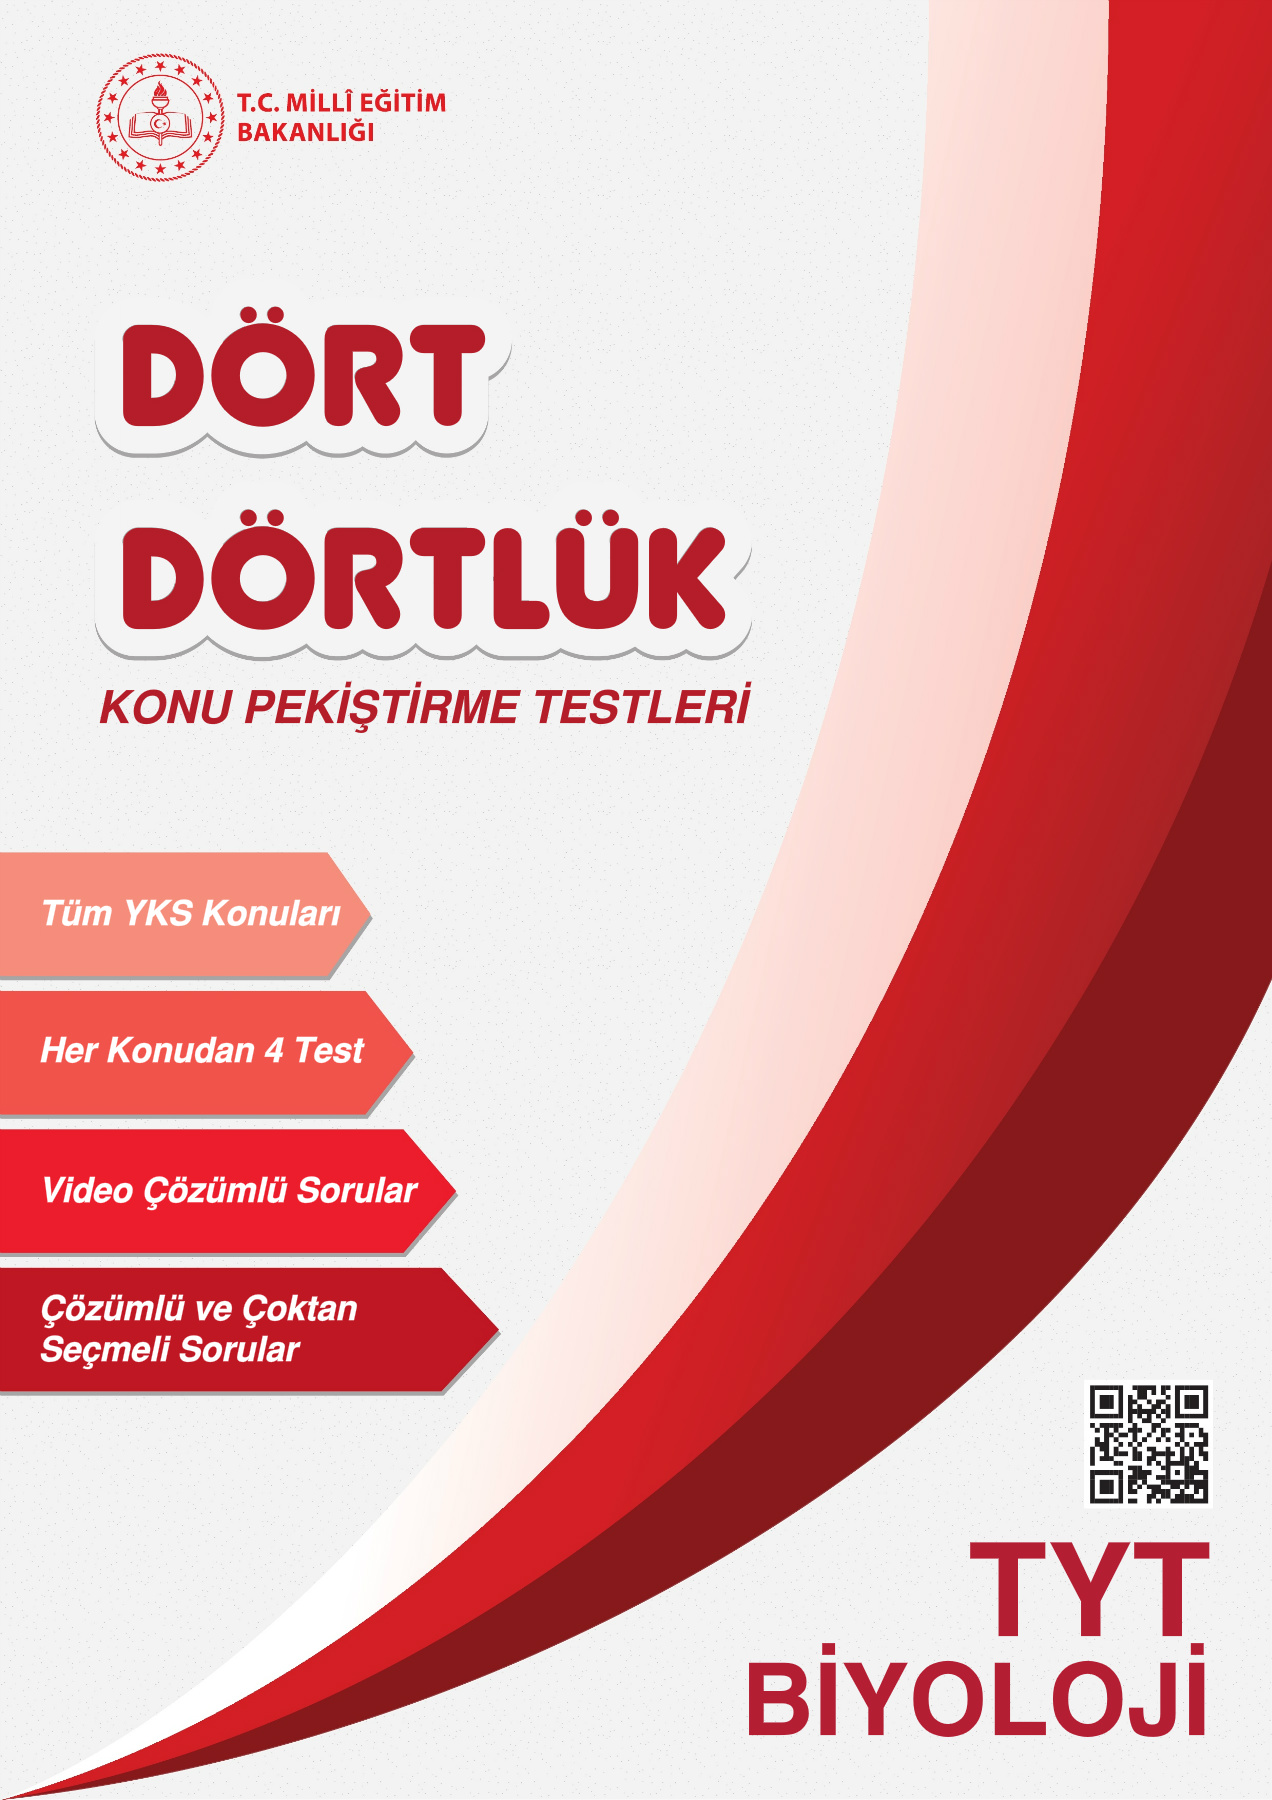 T.C. MİLLÎ EĞİTİM
BAKANLIĞI
DÖRT
DÖRTLÜK
KONU PEKİŞTİRME TESTLERİ
Tüm YKS Konuları
Her Konudan 4 Test
Video Çözümlü Sorular
Çözümlü ve Çoktan
Seçmeli Sorular
TYT
BİYOLOJİ